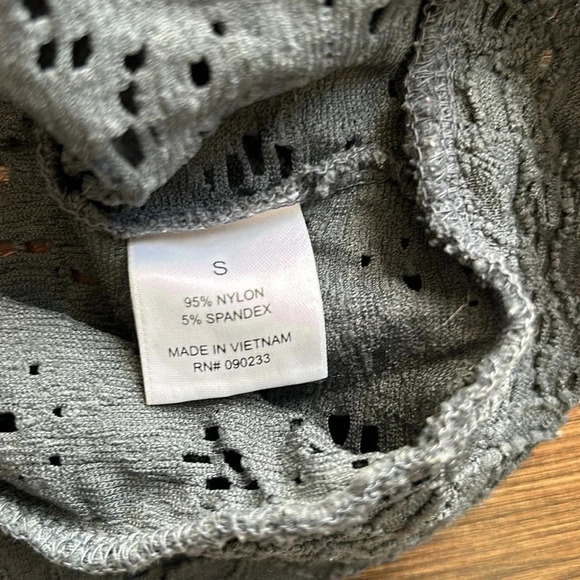 S
95% NYLON
5% SPANDEX
MADE IN VIETNAM
RN# 090233